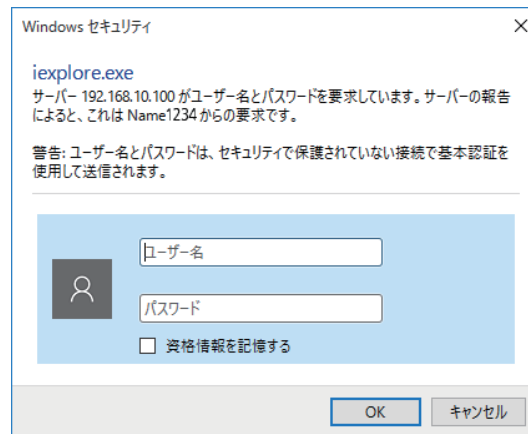 Windows セキュリティ
iexplore.exe
サーバー 192.168.10.100 がユーザー名とパスワードを要求しています。サーバーの報告
によると、これは Name1234 からの要求です。
警告: ユーザー名とパスワードは、セキュリティで保護されていない接続で基本認証を
使用して送信されます。
ユーザー名
パスワード
資格情報を記憶する
OK キャンセル